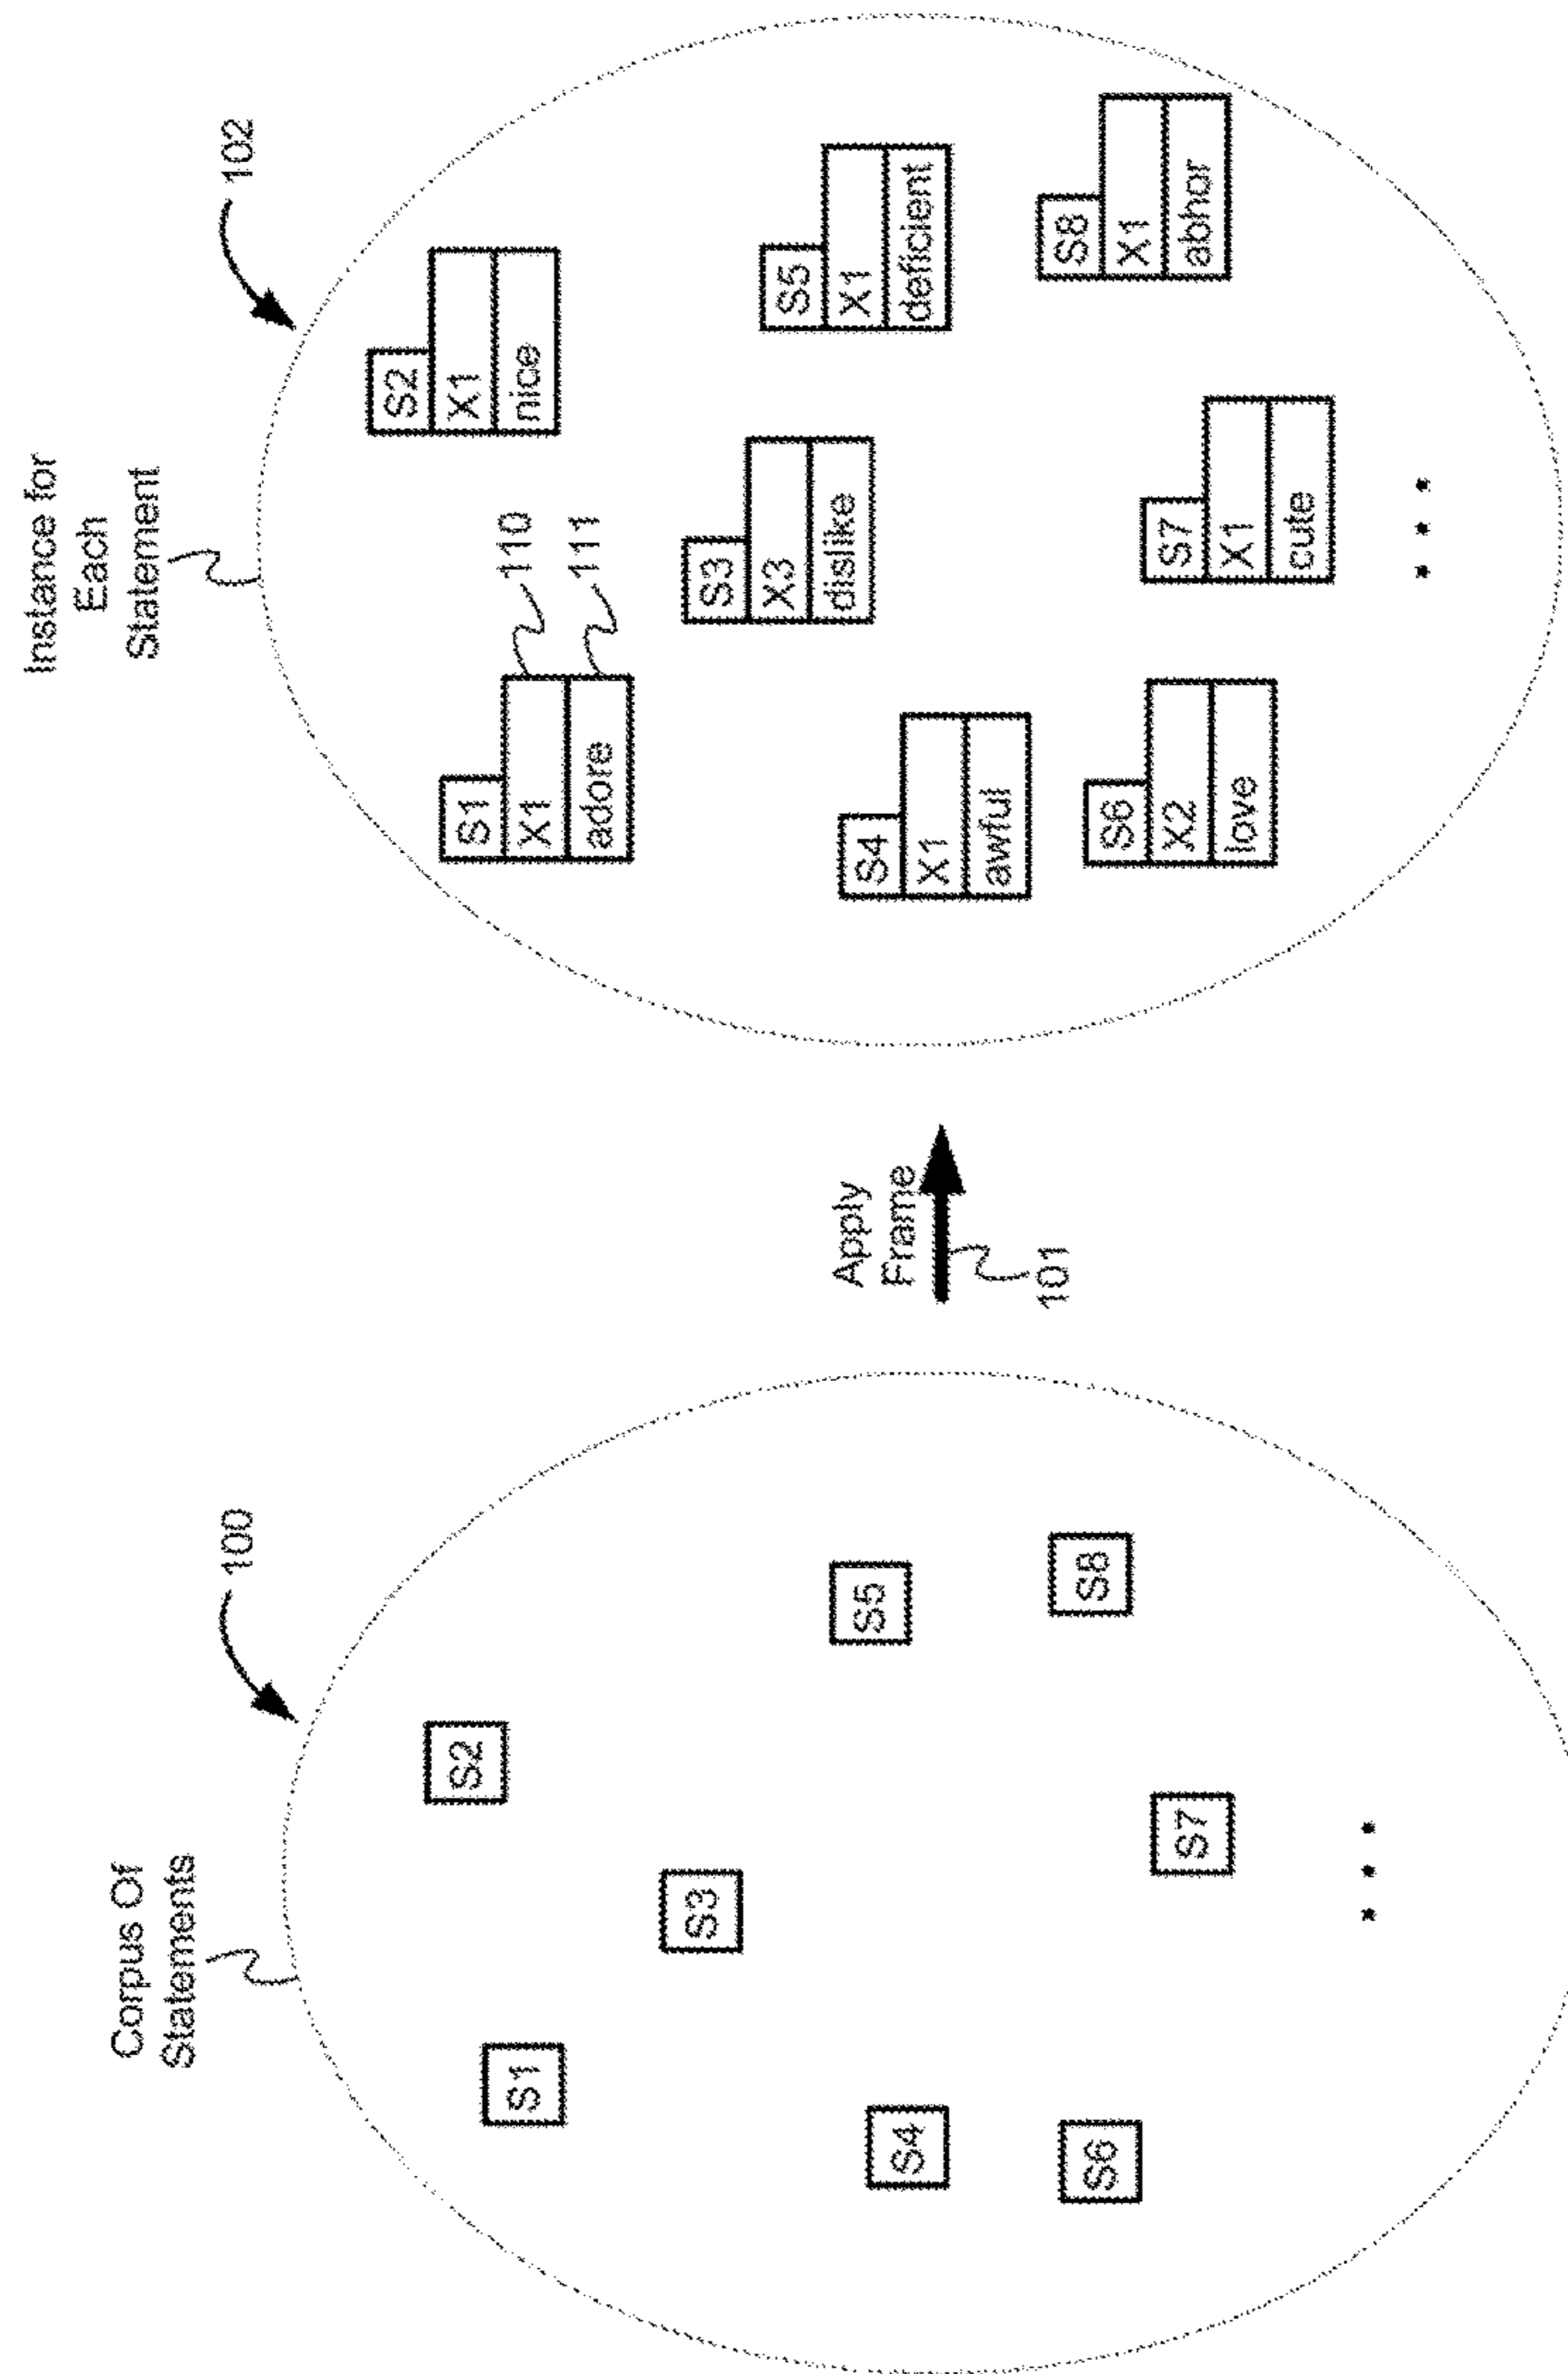 Corpus Of
Statements
100
S1
S2
S3
S4
S5
S6
S7
S8
Apply
Frame
101
Instance for
Each
Statement
102
S1
X1
adore
110
111
S2
X1
nice
S3
X3
dislike
S4
X1
awful
S5
X1
deficient
S6
X2
love
S7
X1
cute
S8
X1
abhor